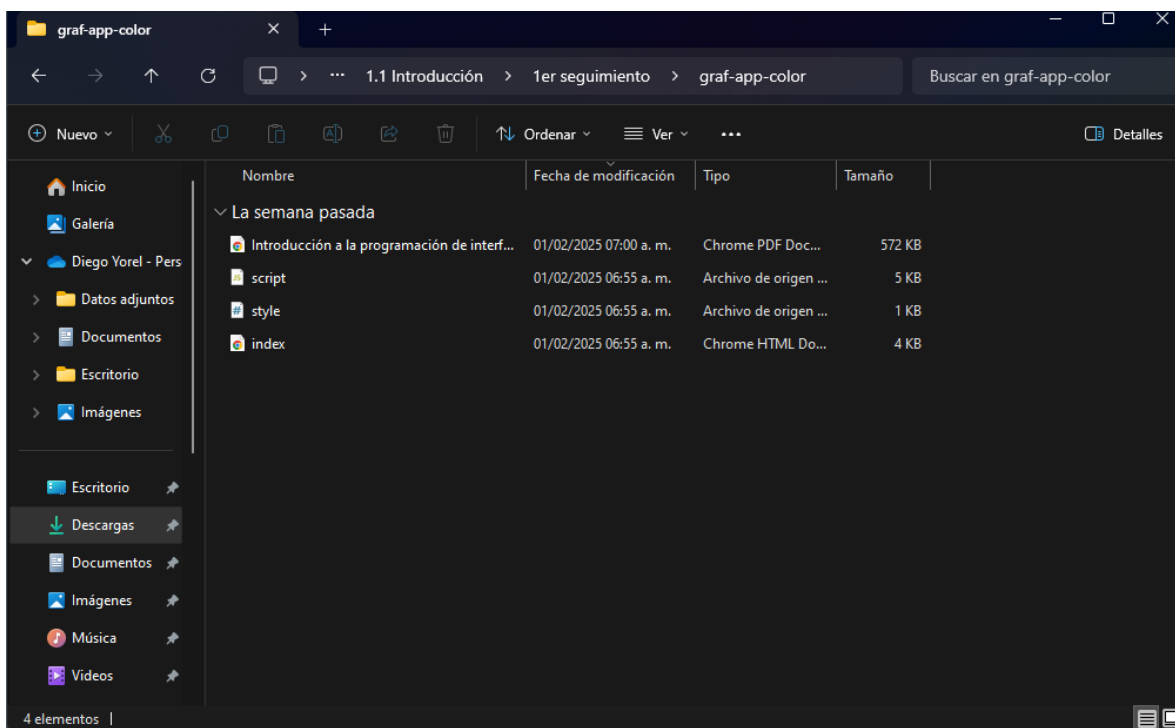 graf-app-color
1.1 Introducción > 1er seguimiento > graf-app-color
Buscar en graf-app-color
Nuevo
Ordenar
Ver
Detalles
Inicio
Galería
Diego Yorel - Pers
Datos adjuntos
Documentos
Escritorio
Imágenes
Escritorio
Descargas
Documentos
Imágenes
Música
Videos
Nombre Fecha de modificación Tipo Tamaño
La semana pasada
Introducción a la programación de interf... 01/02/2025 07:00 a. m. Chrome PDF Doc... 572 KB
script 01/02/2025 06:55 a. m. Archivo de origen ... 5 KB
style 01/02/2025 06:55 a. m. Archivo de origen ... 1 KB
index 01/02/2025 06:55 a. m. Chrome HTML Do... 4 KB
4 elementos